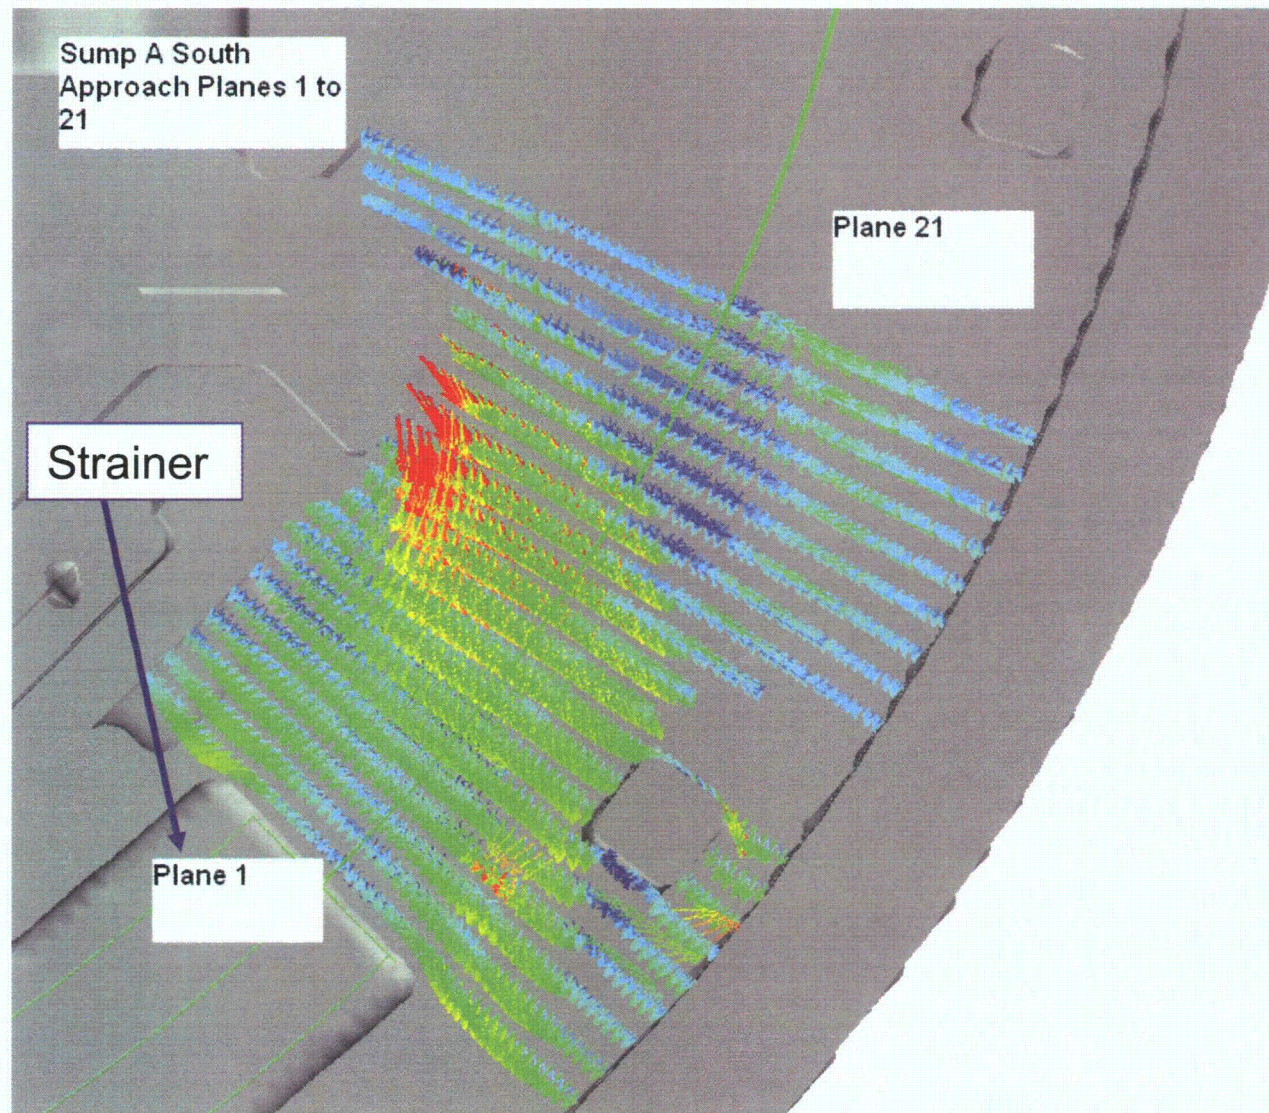 Sump A South
Approach Planes 1 to
21
Plane 21
Strainer
Plane 1